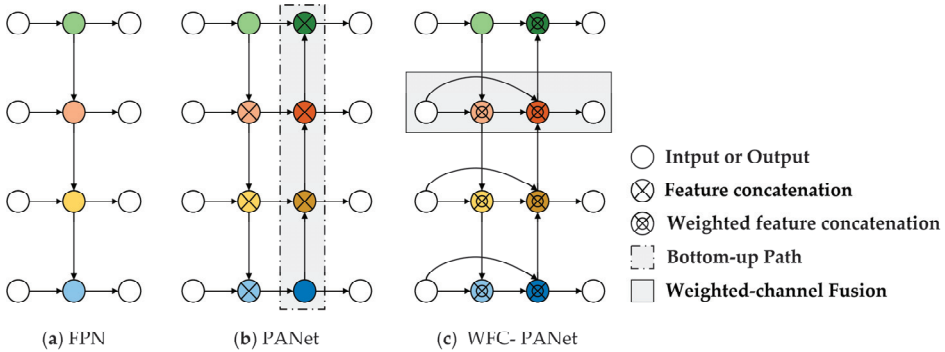 Intput or Output
Feature concatenation
Weighted feature concatenation
Bottom-up Path
Weighted-channel Fusion
(a) FPN
(b) PANet
(c) WFC- PANet